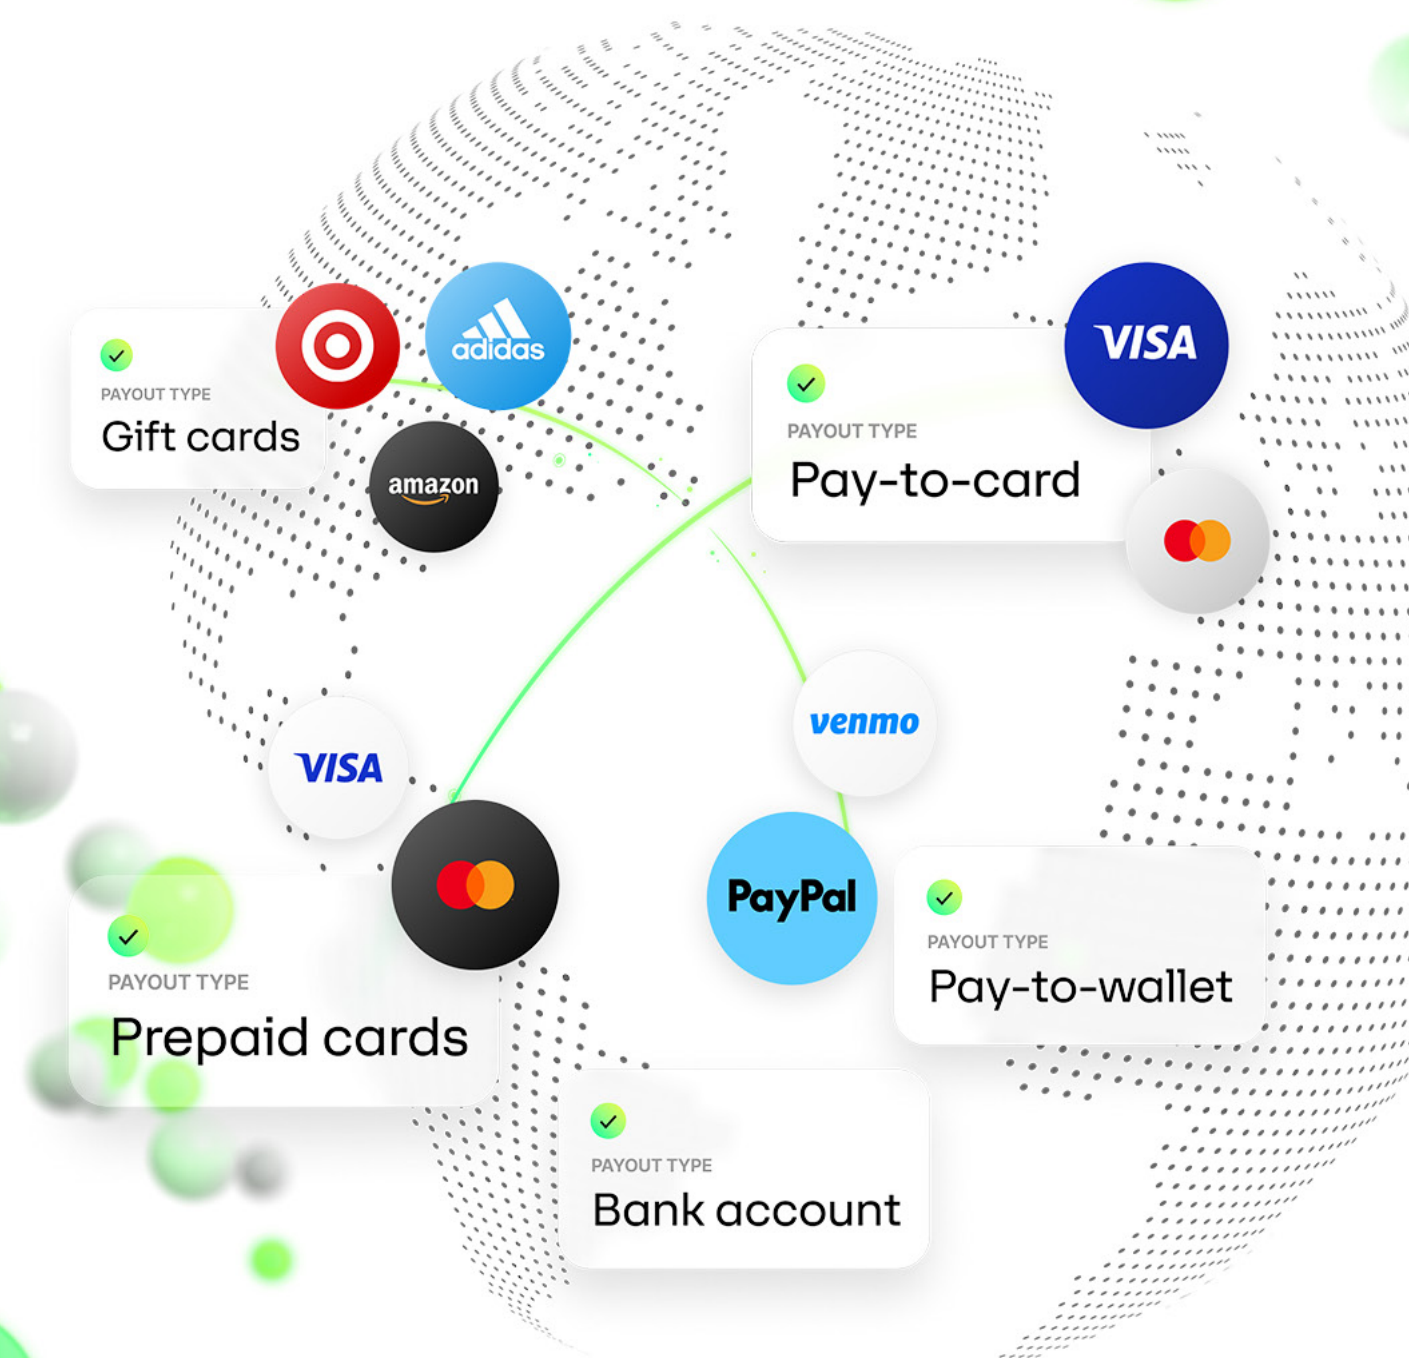 adidas
PAYOUT TYPE
Gift cards
amazon
VISA
PAYOUT TYPE
Pay-to-card
venmo
VISA
PayPal
PAYOUT TYPE
Pay-to-wallet
PAYOUT TYPE
Prepaid cards
PAYOUT TYPE
Bank account